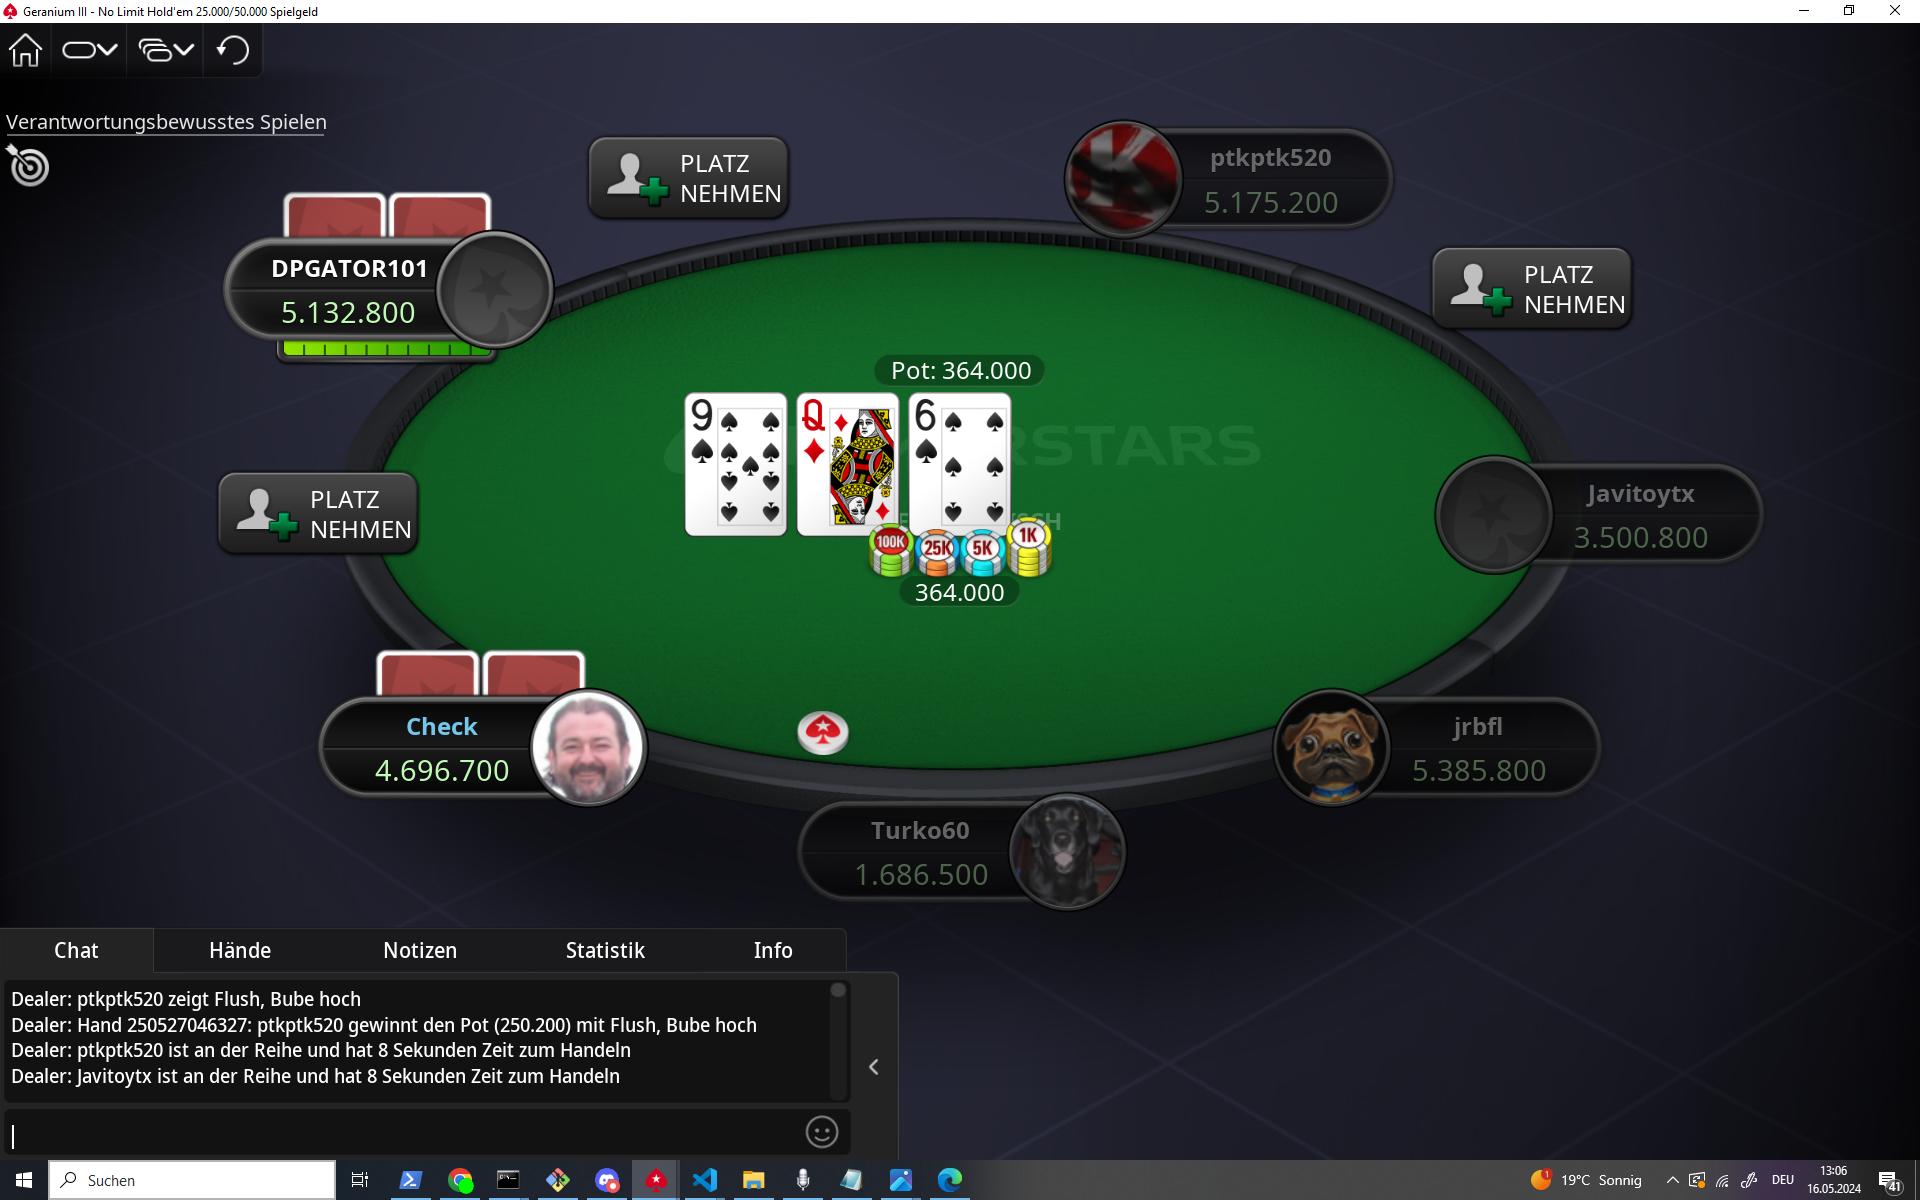 Geranium III - No Limit Hold'em 25.000/50.000 Spielgeld
Verantwortungsbewusstes Spielen
PLATZ
NEHMEN
ptkptk520
5.175.200
DPGATOR101
5.132.800
PLATZ
NEHMEN
Pot: 364.000
9
Q
6
RSTARS
PLATZ
NEHMEN
Javitoytx
3.500.800
100K
25K
5K
1K
364.000
Check
4.696.700
jrbfl
5.385.800
Turko60
1.686.500
Chat
Hände
Notizen
Statistik
Info
Dealer: ptkptk520 zeigt Flush, Bube hoch
Dealer: Hand 250527046327: ptkptk520 gewinnt den Pot (250.200) mit Flush, Bube hoch
Dealer: ptkptk520 ist an der Reihe und hat 8 Sekunden Zeit zum Handeln
Dealer: Javitoytx ist an der Reihe und hat 8 Sekunden Zeit zum Handeln
Suchen
1
19°C Sonnig
DEU
13:06
16.05.2024
41